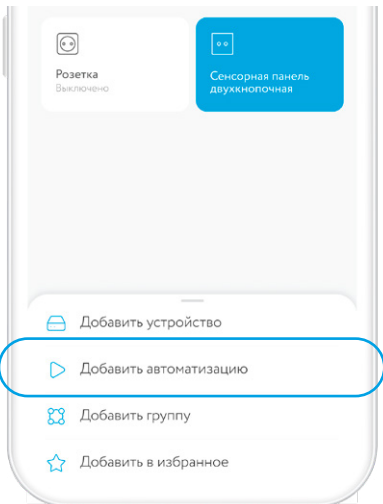 Розетка
Выключено
Сенсорная панель
двухкнопочная
Добавить устройство
Добавить автоматизацию
Добавить группу
Добавить в избранное